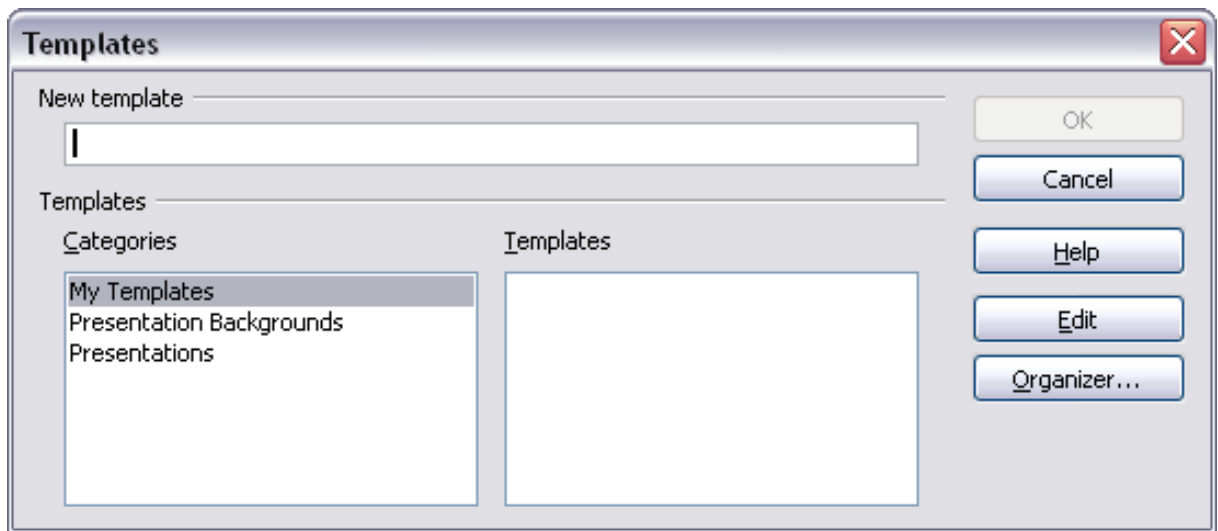 Templates
New template
OK
Cancel
Templates
Categories
Templates
Help
My Templates
Presentation Backgrounds
Presentations
Edit
Organizer...